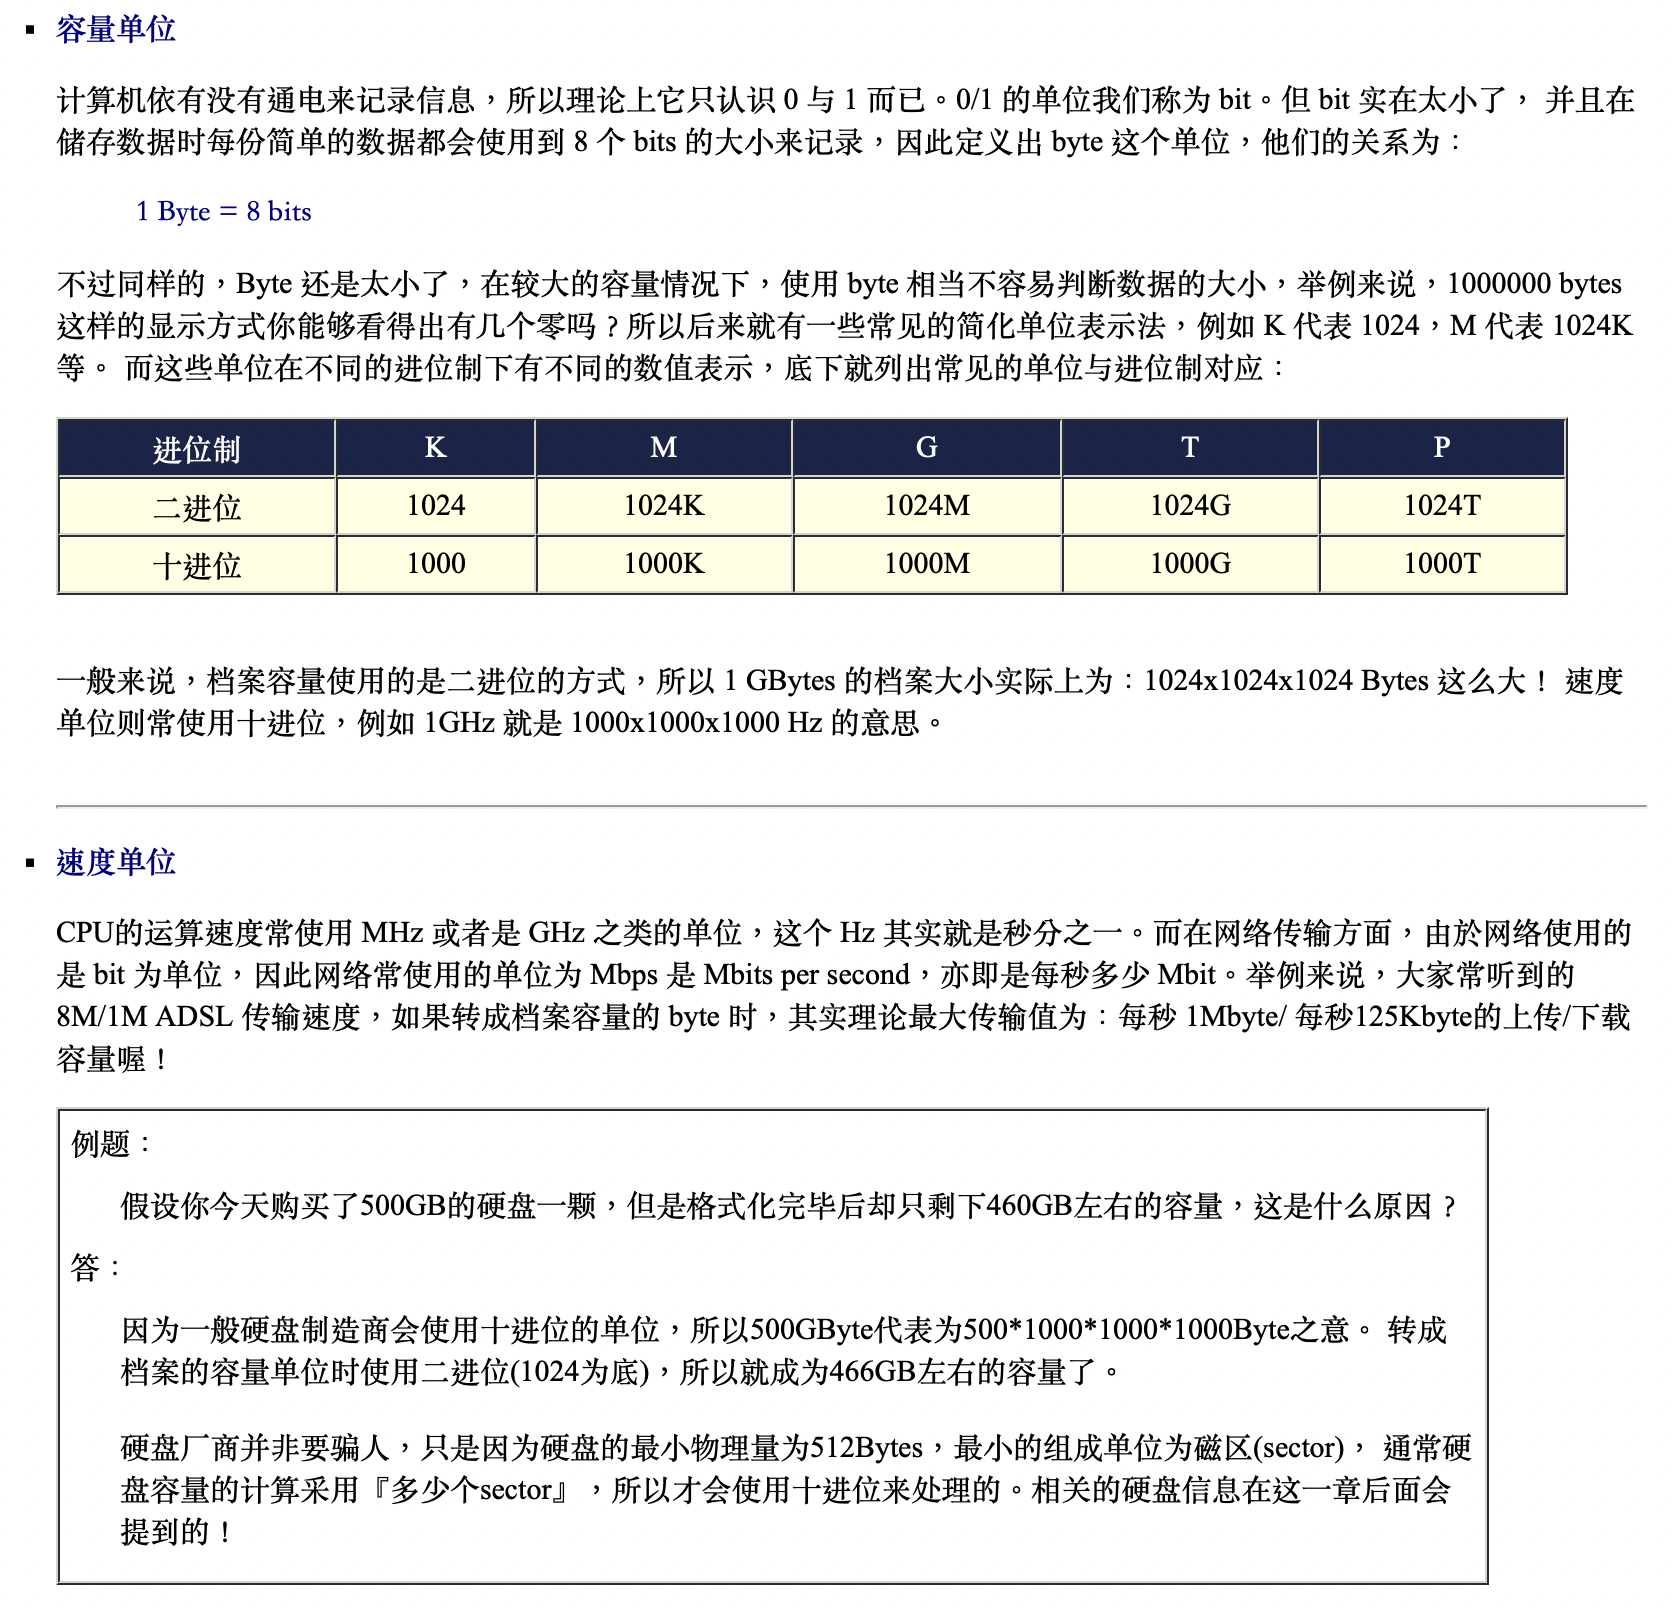 容量单位
计算机依有没有通电来记录信息，所以理论上它只认识 0 与 1 而已。0/1 的单位我们称为 bit。但 bit 实在太小了， 并且在
储存数据时每份简单的数据都会使用到 8 个 bits 的大小来记录，因此定义出 byte 这个单位，他们的关系为：
1 Byte = 8 bits
不过同样的，Byte 还是太小了，在较大的容量情况下，使用 byte 相当不容易判断数据的大小，举例来说，1000000 bytes
这样的显示方式你能够看得出有几个零吗？所以后来就有一些常见的简化单位表示法，例如 K 代表 1024，M 代表 1024K
等。 而这些单位在不同的进位制下有不同的数值表示，底下就列出常见的单位与进位制对应：
进位制 K M G T P
二进位 1024 1024K 1024M 1024G 1024T
十进位 1000 1000K 1000M 1000G 1000T
一般来说，档案容量使用的是二进位的方式，所以 1 GBytes 的档案大小实际上为：1024x1024x1024 Bytes 这么大！ 速度
单位则常使用十进位，例如 1GHz 就是 1000x1000x1000 Hz 的意思。
速度单位
CPU的运算速度常使用 MHz 或者是 GHz 之类的单位，这个 Hz 其实就是秒分之一。而在网络传输方面，由於网络使用的
是 bit 为单位，因此网络常使用的单位为 Mbps 是 Mbits per second，亦即是每秒多少 Mbit。举例来说，大家常听到的
8M/1M ADSL 传输速度，如果转成档案容量的 byte 时，其实理论最大传输值为：每秒 1Mbyte/ 每秒125Kbyte的上传/下载
容量喔！
例题：
假设你今天购买了500GB的硬盘一颗，但是格式化完毕后却只剩下460GB左右的容量，这是什么原因？
答：
因为一般硬盘制造商会使用十进位的单位，所以500GByte代表为500*1000*1000*1000Byte之意。 转成
档案的容量单位时使用二进位(1024为底)，所以就成为466GB左右的容量了。
硬盘厂商并非要骗人，只是因为硬盘的最小物理量为512Bytes，最小的组成单位为磁区(sector)， 通常硬
盘容量的计算采用『多少个sector』，所以才会使用十进位来处理的。相关的硬盘信息在这一章后面会
提到的！